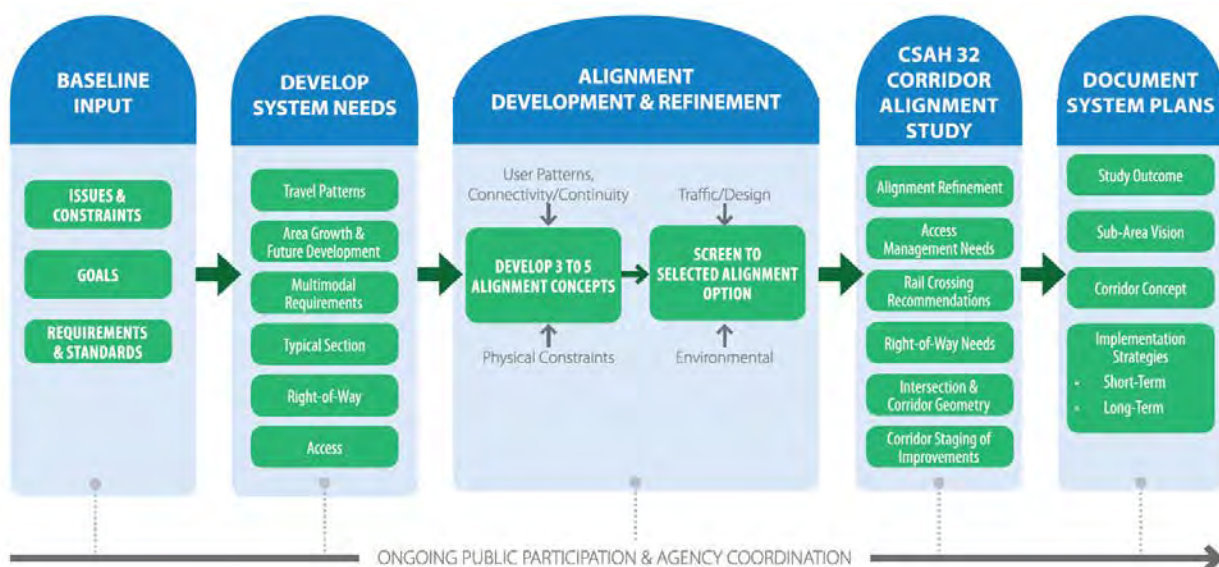 BASELINE
INPUT
ISSUES &
CONSTRAINTS
GOALS
REQUIREMENTS
& STANDARDS
DEVELOP
SYSTEM NEEDS
Travel Patterns
Area Growth &
Future Development
Multimodal
Requirements
Typical Section
Right-of-Way
Access
ALIGNMENT
DEVELOPMENT & REFINEMENT
User Patterns,
Connectivity/Continuity
DEVELOP 3 TO 5
ALIGNMENT CONCEPTS
Physical Constraints
Traffic/Design
SCREEN TO
SELECTED ALIGNMENT
OPTION
Environmental
CSAH 32
CORRIDOR
ALIGNMENT
STUDY
Alignment Refinement
Access
Management Needs
Rail Crossing
Recommendations
Right-of-Way Needs
Intersection &
Corridor Geometry
Corridor Staging of
Improvements
DOCUMENT
SYSTEM PLANS
Study Outcome
Sub-Area Vision
Corridor Concept
Implementation
Strategies
• Short-Term
• Long-Term
ONGOING PUBLIC PARTICIPATION & AGENCY COORDINATION